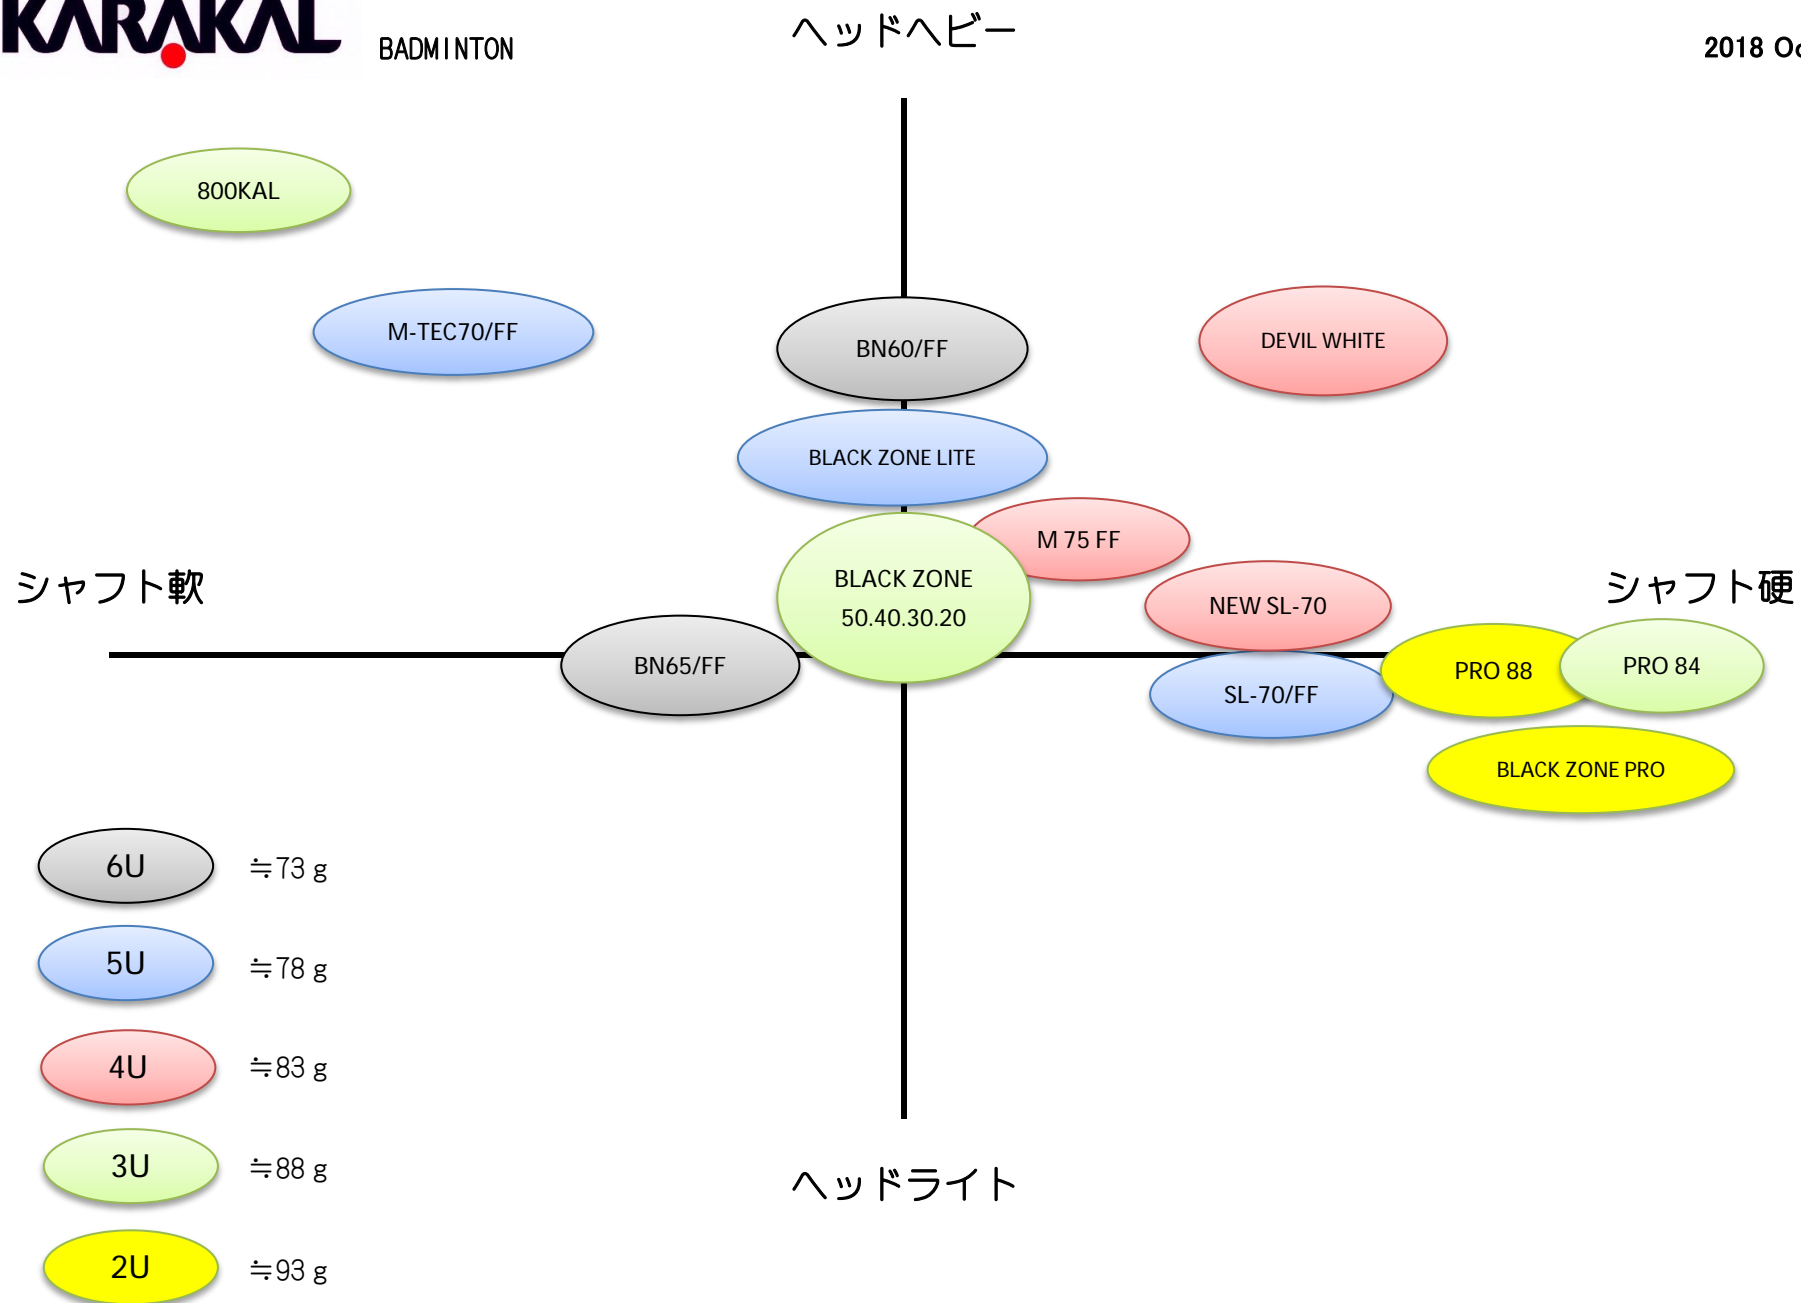 KARAKAL
BADMINTON
ヘッドヘビー
2018 Oc
800KAL
M-TEC70/FF
BN60/FF
DEVIL WHITE
BLACK ZONE LITE
M 75 FF
BLACK ZONE
50.40.30.20
シャフト軟
NEW SL-70
シャフト硬
BN65/FF
SL-70/FF
PRO 88
PRO 84
BLACK ZONE PRO
6U ≒73 g
5U ≒78 g
4U ≒83 g
3U ≒88 g
ヘッドライト
2U ≒93 g